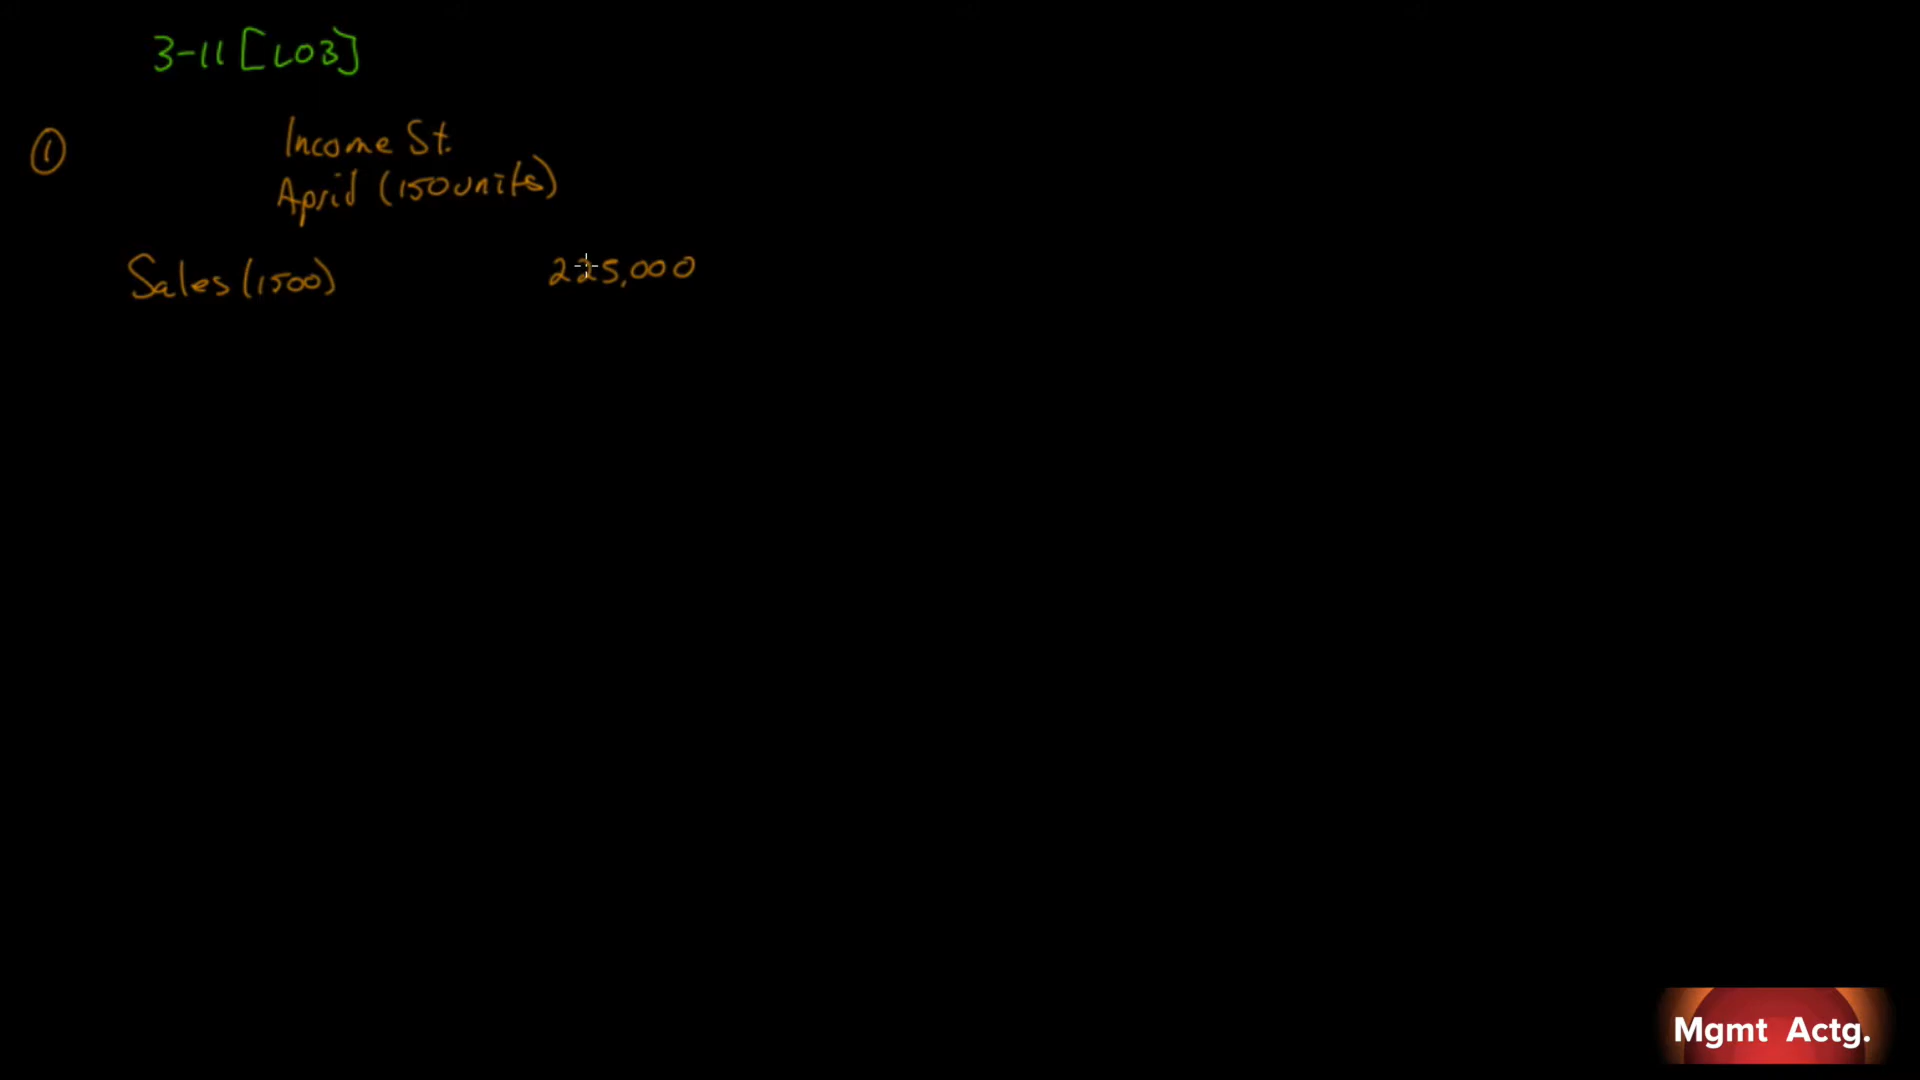 3-11 [LO3]
① Income St.
April (150 units)
Sales (1500) 225,000
Mgmt Actg.